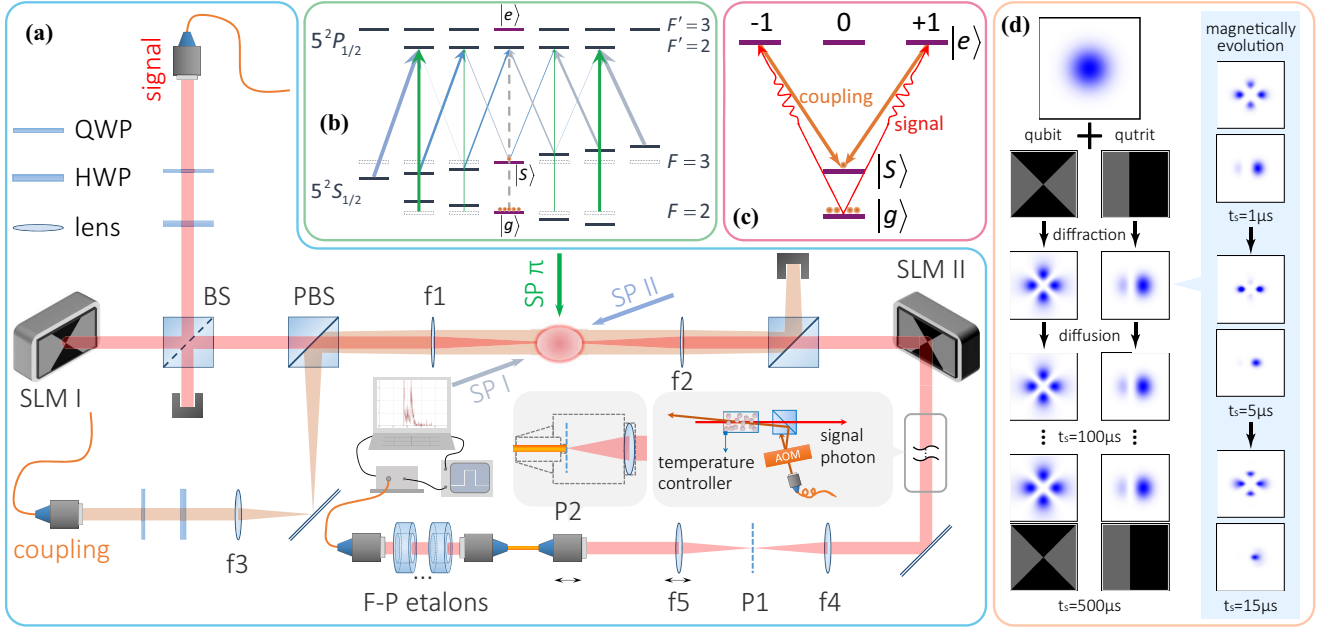 (a)
signal
QWP
HWP
lens
SLM I
BS
PBS
f1
SP π
SP II
SP I
f2
SLM II
coupling
f3
F-P etalons
...
P2
f5
P1
f4
temperature
controller
AOM
signal
photon
(b)
5²P₁/₂
|e⟩
F′=3
F′=2
|s⟩
F=3
5²S₁/₂
|g⟩
F=2
(c)
-1 0 +1
|e⟩
coupling
signal
|S⟩
|g⟩
(d)
qubit + qutrit
diffraction
diffusion
⋮ tₛ=100μs ⋮
tₛ=500μs
magnetically
evolution
tₛ=1μs
tₛ=5μs
tₛ=15μs